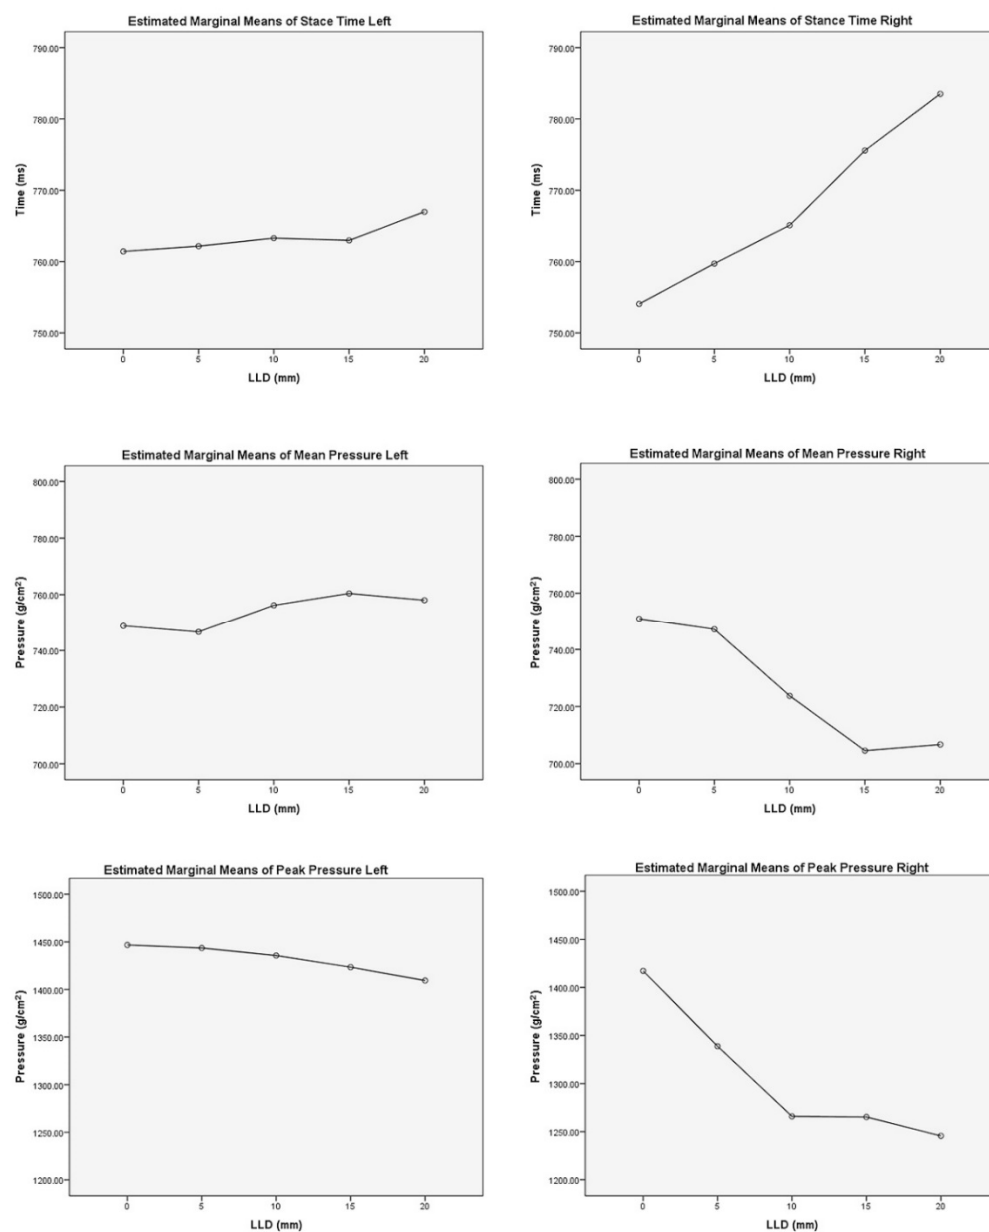 Estimated Marginal Means of Stace Time Left
790.00
780.00
770.00
760.00
750.00
Time (ms)
0 5 10 15 20
LLD (mm)
Estimated Marginal Means of Stance Time Right
790.00
780.00
770.00
760.00
750.00
Time (ms)
0 5 10 15 20
LLD (mm)
Estimated Marginal Means of Mean Pressure Left
800.00
780.00
760.00
740.00
720.00
700.00
Pressure (g/cm²)
0 5 10 15 20
LLD (mm)
Estimated Marginal Means of Mean Pressure Right
800.00
780.00
760.00
740.00
720.00
700.00
Pressure (g/cm²)
0 5 10 15 20
LLD (mm)
Estimated Marginal Means of Peak Pressure Left
1500.00
1450.00
1400.00
1350.00
1300.00
1250.00
1200.00
Pressure (g/cm²)
0 5 10 15 20
LLD (mm)
Estimated Marginal Means of Peak Pressure Right
1500.00
1450.00
1400.00
1350.00
1300.00
1250.00
1200.00
Pressure (g/cm²)
0 5 10 15 20
LLD (mm)